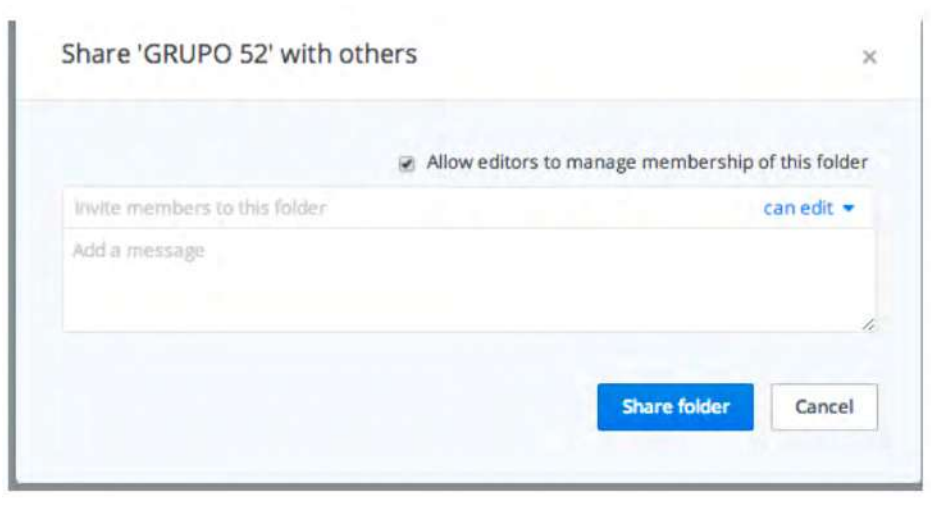 Share 'GRUPO 52' with others
Allow editors to manage membership of this folder
Invite members to this folder
can edit
Add a message
Share folder
Cancel